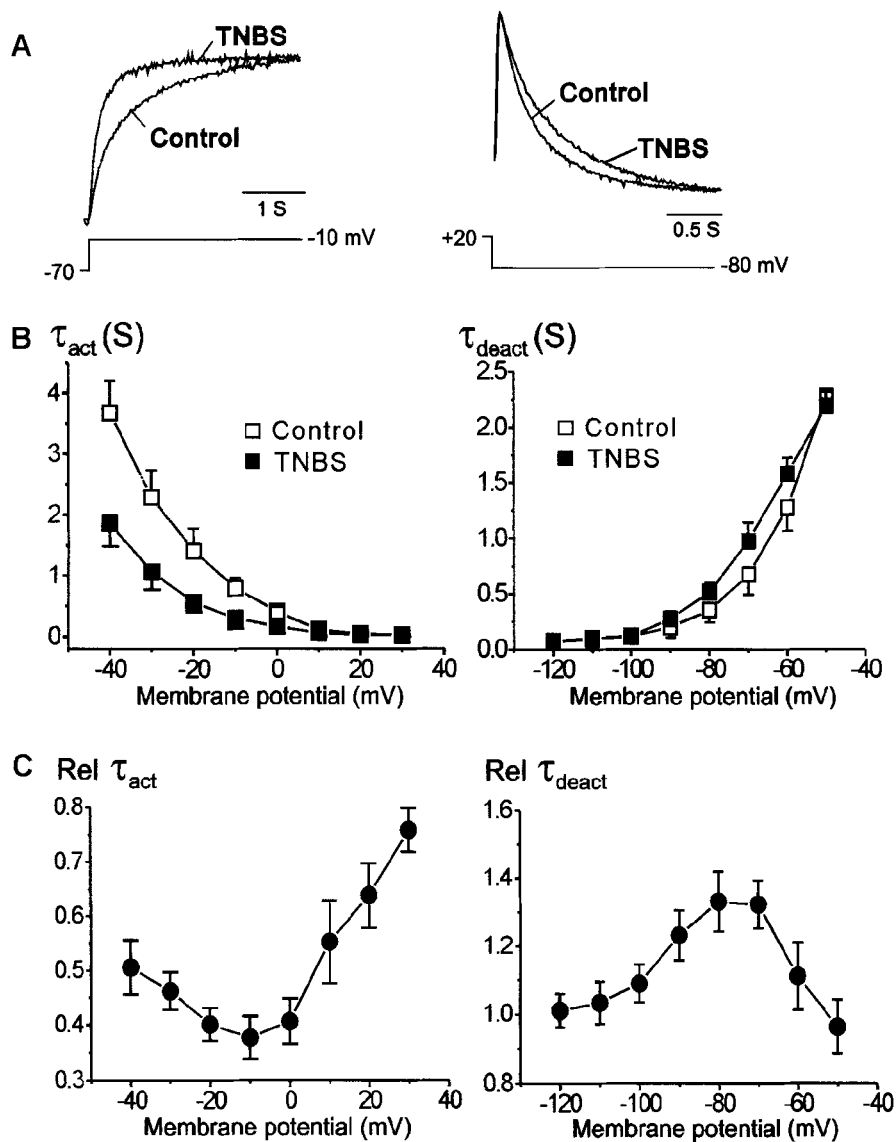 A
TNBS
Control
1 S
-70
-10 mV
Control
TNBS
0.5 S
+20
-80 mV
B
τact (S)
4
3
2
1
0
Control
TNBS
-40 -20 0 20 40
Membrane potential (mV)
τdeact (S)
2.5
2.0
1.5
1.0
0.5
0.0
Control
TNBS
-120 -100 -80 -60 -40
Membrane potential (mV)
C
Rel τact
0.8
0.7
0.6
0.5
0.4
0.3
-40 -20 0 20 40
Membrane potential (mV)
Rel τdeact
1.6
1.4
1.2
1.0
0.8
-120 -100 -80 -60 -40
Membrane potential (mV)